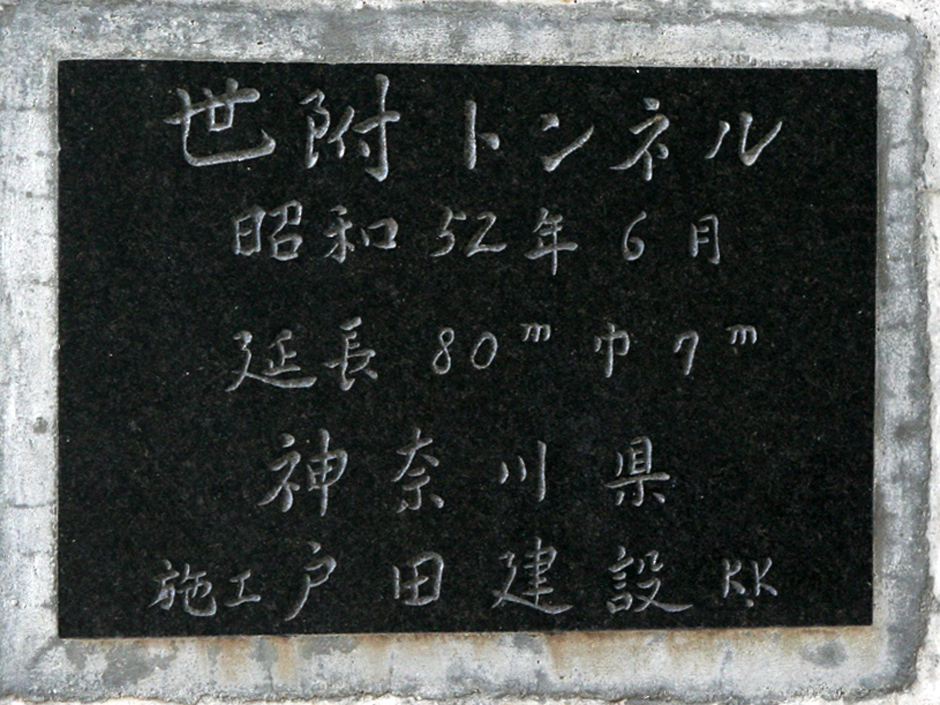 世附トンネル
昭和52年6月
延長80m巾7m
神奈川県
施工戸田建設K.K